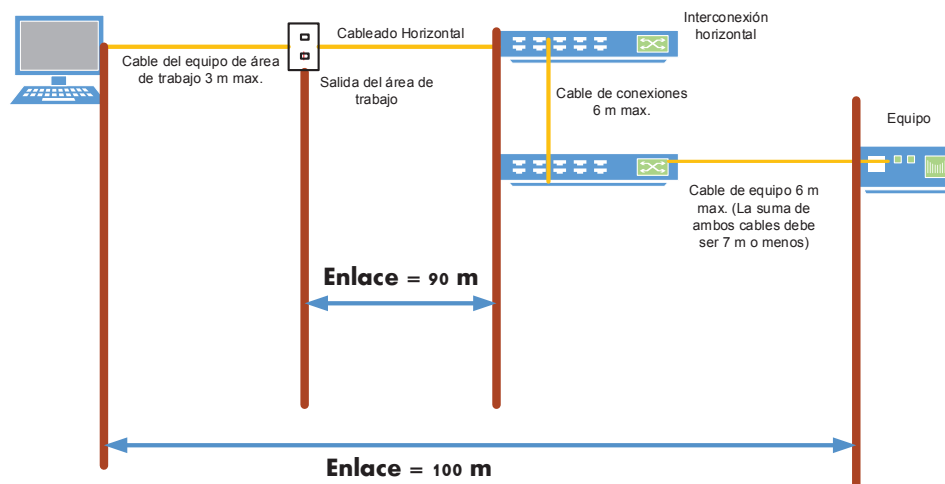 Interconexión
horizontal
Cableado Horizontal
Cable del equipo de área
de trabajo 3 m max.
Salida del área de
trabajo
Cable de conexiones
6 m max.
Equipo
Cable de equipo 6 m
max. (La suma de
ambos cables debe
ser 7 m o menos)
Enlace = 90 m
Enlace = 100 m